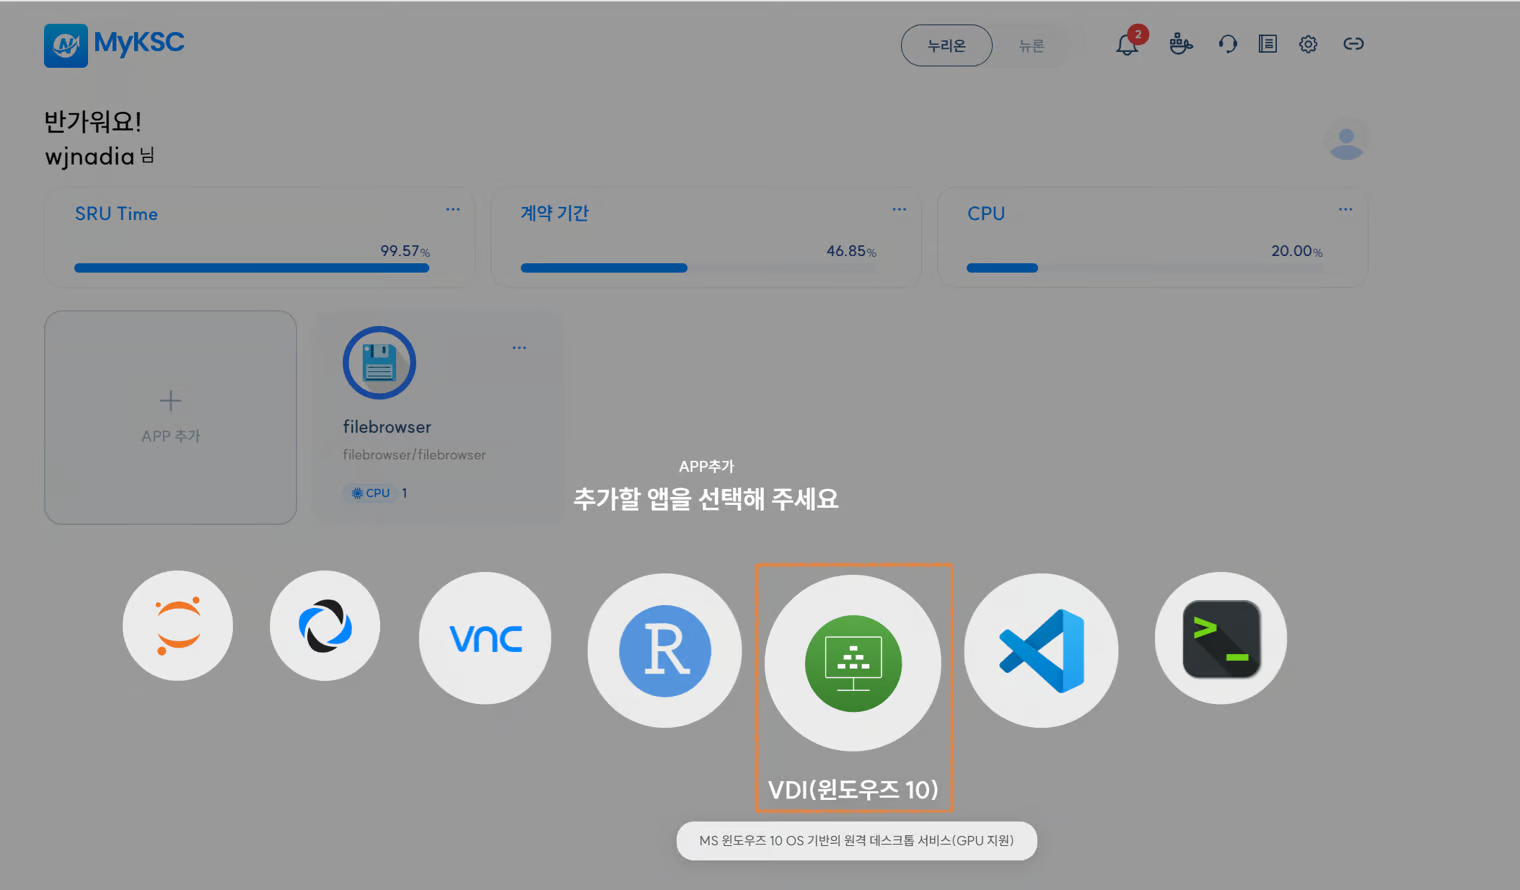 MyKSC
누리온
뉴론
2
반가워요!
wjnadia 님
SRU Time
99.57%
계약 기간
46.85%
CPU
20.00%
APP 추가
filebrowser
filebrowser/filebrowser
CPU 1
APP추가
추가할 앱을 선택해 주세요
vnc
R
VDI(윈도우즈 10)
MS 윈도우즈 10 OS 기반의 원격 데스크톱 서비스(GPU 지원)